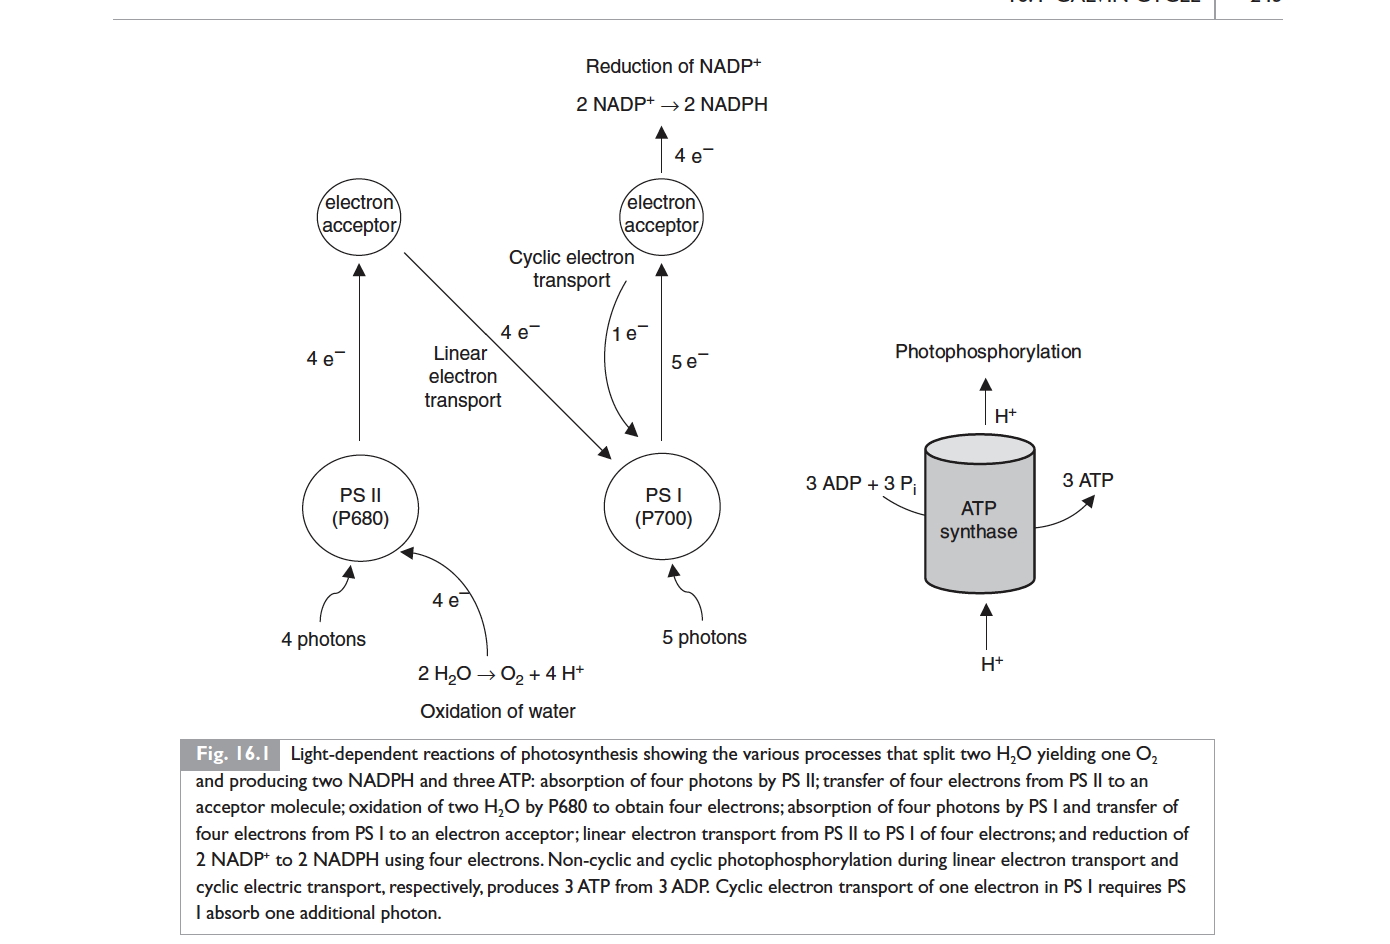 Reduction of NADP⁺
2 NADP⁺ → 2 NADPH
4 e⁻
electron
acceptor
electron
acceptor
Cyclic electron
transport
4 e⁻
1 e⁻
4 e⁻
Linear
electron
transport
5 e⁻
Photophosphorylation
H⁺
PS II
(P680)
PS I
(P700)
3 ADP + 3 Pᵢ
ATP
synthase
3 ATP
4 e⁻
4 photons
5 photons
H⁺
2 H₂O → O₂ + 4 H⁺
Oxidation of water
Fig. 16.1 Light-dependent reactions of photosynthesis showing the various processes that split two H₂O yielding one O₂
and producing two NADPH and three ATP: absorption of four photons by PS II; transfer of four electrons from PS II to an
acceptor molecule; oxidation of two H₂O by P680 to obtain four electrons; absorption of four photons by PS I and transfer of
four electrons from PS I to an electron acceptor; linear electron transport from PS II to PS I of four electrons; and reduction of
2 NADP⁺ to 2 NADPH using four electrons. Non-cyclic and cyclic photophosphorylation during linear electron transport and
cyclic electric transport, respectively, produces 3 ATP from 3 ADP. Cyclic electron transport of one electron in PS I requires PS
I absorb one additional photon.